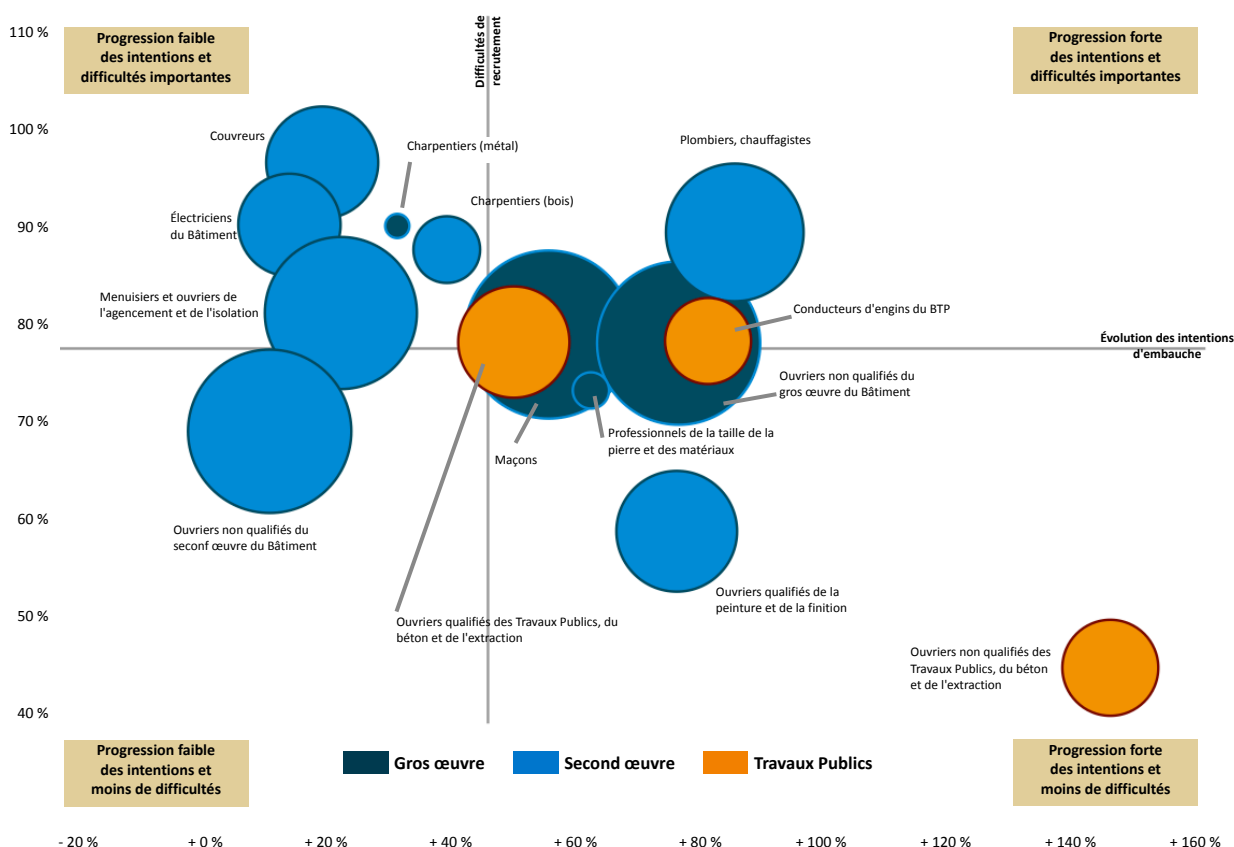 110 %
Progression faible
des intentions et
difficultés importantes
Difficultés de
recrutement
Progression forte
des intentions et
difficultés importantes
100 %
Couvreurs
Charpentiers (métal)
Plombiers, chauffagistes
Charpentiers (bois)
90 %
Électriciens
du Bâtiment
Menuisiers et ouvriers de
l'agencement et de l'isolation
Conducteurs d'engins du BTP
80 %
Évolution des intentions
d'embauche
Ouvriers non qualifiés du
gros œuvre du Bâtiment
70 %
Professionnels de la taille de la
pierre et des matériaux
Maçons
60 %
Ouvriers non qualifiés du
seconf œuvre du Bâtiment
Ouvriers qualifiés de la
peinture et de la finition
50 %
Ouvriers qualifiés des Travaux Publics, du
béton et de l'extraction
Ouvriers non qualifiés des
Travaux Publics, du béton
et de l'extraction
40 %
Progression faible
des intentions et
moins de difficultés
Gros œuvre
Second œuvre
Travaux Publics
Progression forte
des intentions et
moins de difficultés
- 20 %
+ 0 %
+ 20 %
+ 40 %
+ 60 %
+ 80 %
+ 100 %
+ 120 %
+ 140 %
+ 160 %